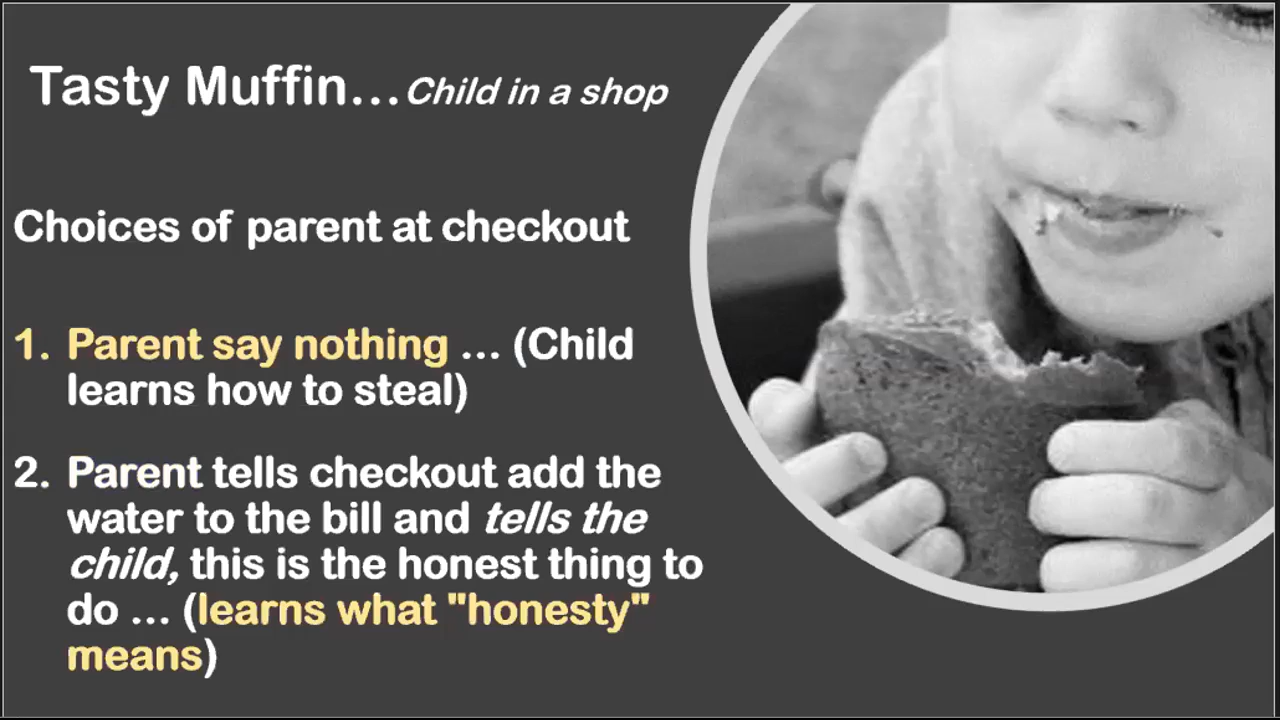 Tasty Muffin...Child in a shop
Choices of parent at checkout
1. Parent say nothing ... (Child
learns how to steal)
2. Parent tells checkout add the
water to the bill and tells the
child, this is the honest thing to
do ... (learns what "honesty"
means)